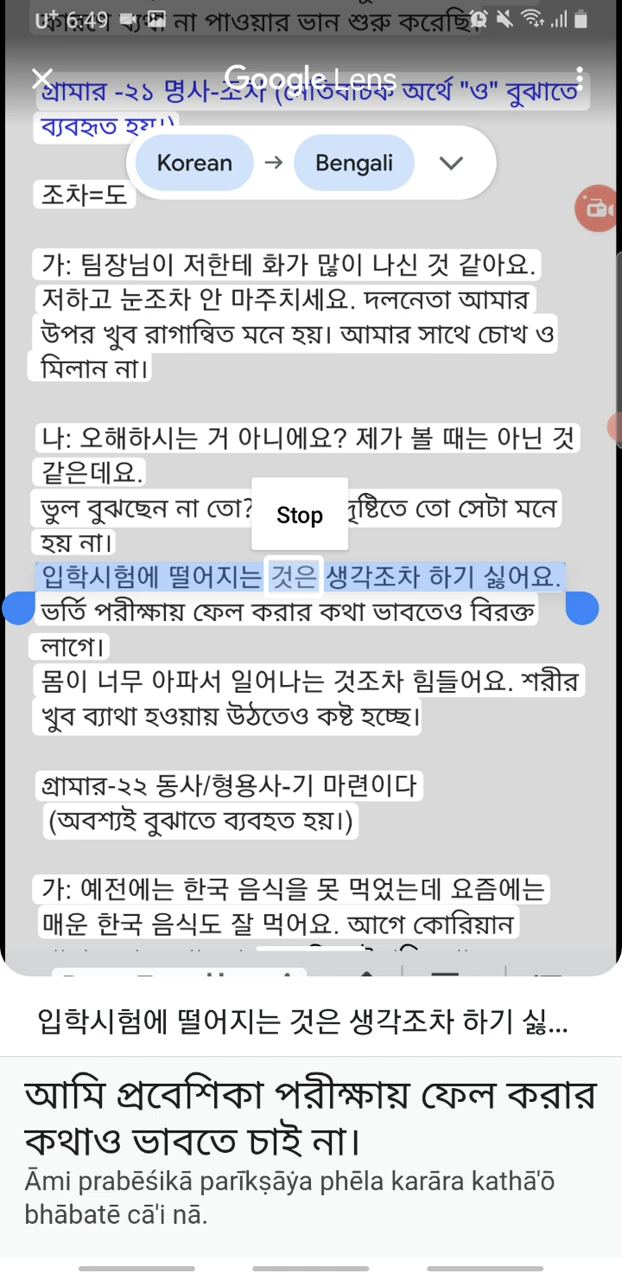 U+ 6:49
না পাওয়ার ভান শুরু করেছি
Google Lens
গ্রামার -২১ 명사-조차 (নেতিবাচক অর্থে "ও" বুঝাতে
ব্যবহৃত হয়।)
Korean → Bengali
조차=도
가: 팀장님이 저한테 화가 많이 나신 것 같아요.
저하고 눈조차 안 마주치세요. দলনেতা আমার
উপর খুব রাগান্বিত মনে হয়। আমার সাথে চোখ ও
মিলান না।
나: 오해하시는 거 아니에요? 제가 볼 때는 아닌 것
같은데요.
ভুল বুঝছেন না তো? দৃষ্টিতে তো সেটা মনে
Stop
হয় না।
입학시험에 떨어지는 것은 생각조차 하기 싫어요.
ভর্তি পরীক্ষায় ফেল করার কথা ভাবতেও বিরক্ত
লাগে।
몸이 너무 아파서 일어나는 것조차 힘들어요. শরীর
খুব ব্যাথা হওয়ায় উঠতেও কষ্ট হচ্ছে।
গ্রামার-২২ 동사/형용사-기 마련이다
(অবশ্যই বুঝাতে ব্যবহত হয়।)
가: 예전에는 한국 음식을 못 먹었는데 요즘에는
매운 한국 음식도 잘 먹어요. আগে কোরিয়ান
입학시험에 떨어지는 것은 생각조차 하기 싫...
আমি প্রবেশিকা পরীক্ষায় ফেল করার
কথাও ভাবতে চাই না।
Āmi prabēśikā parīkṣāẏa phēla karāra kathā'ō
bhābatē cā'i nā.